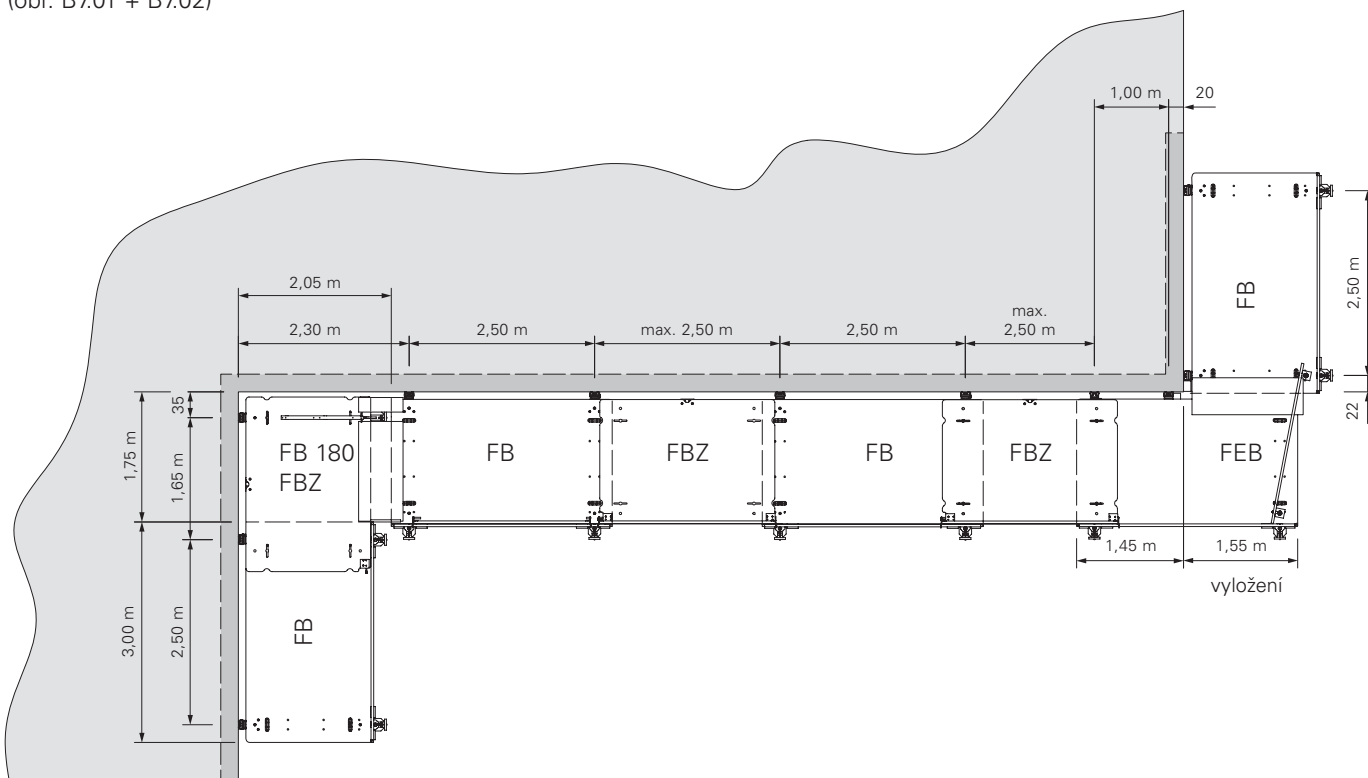 (obr. B7.01 + B7.02)
1,00 m
20
2,05 m
2,30 m
2,50 m
max. 2,50 m
2,50 m
max.
2,50 m
2,50 m
FB
22
35
1,75 m
1,65 m
FB 180
FBZ
FB
FBZ
FB
FBZ
FEB
1,45 m
1,55 m
vyložení
3,00 m
2,50 m
FB